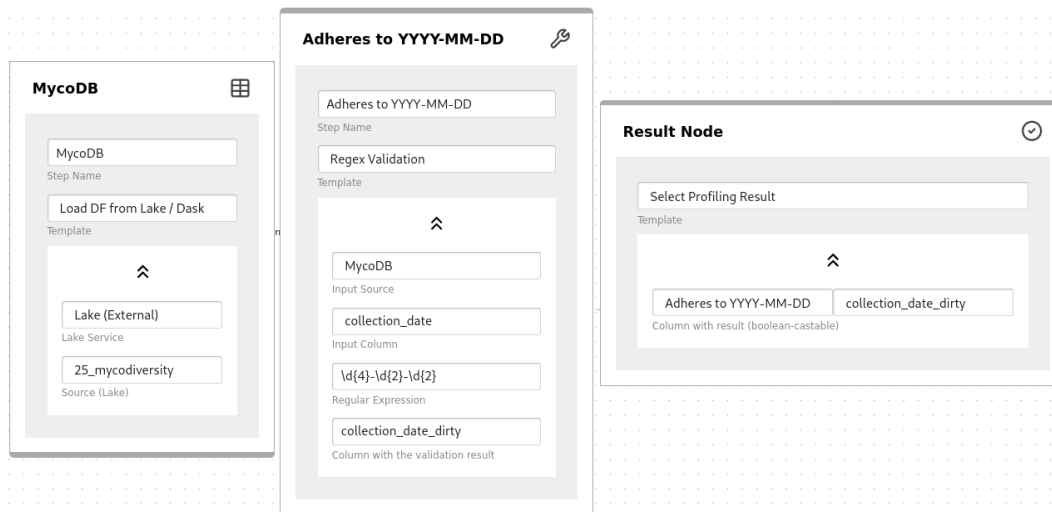 MycoDB
MycoDB
Step Name
Load DF from Lake / Dask
Template
Lake (External)
Lake Service
25_mycodiversity
Source (Lake)
n
Adheres to YYYY-MM-DD
Adheres to YYYY-MM-DD
Step Name
Regex Validation
Template
MycoDB
Input Source
collection_date
Input Column
\d{4}-\d{2}-\d{2}
Regular Expression
collection_date_dirty
Column with the validation result
Result Node
Select Profiling Result
Template
Adheres to YYYY-MM-DD collection_date_dirty
Column with result (boolean-castable)